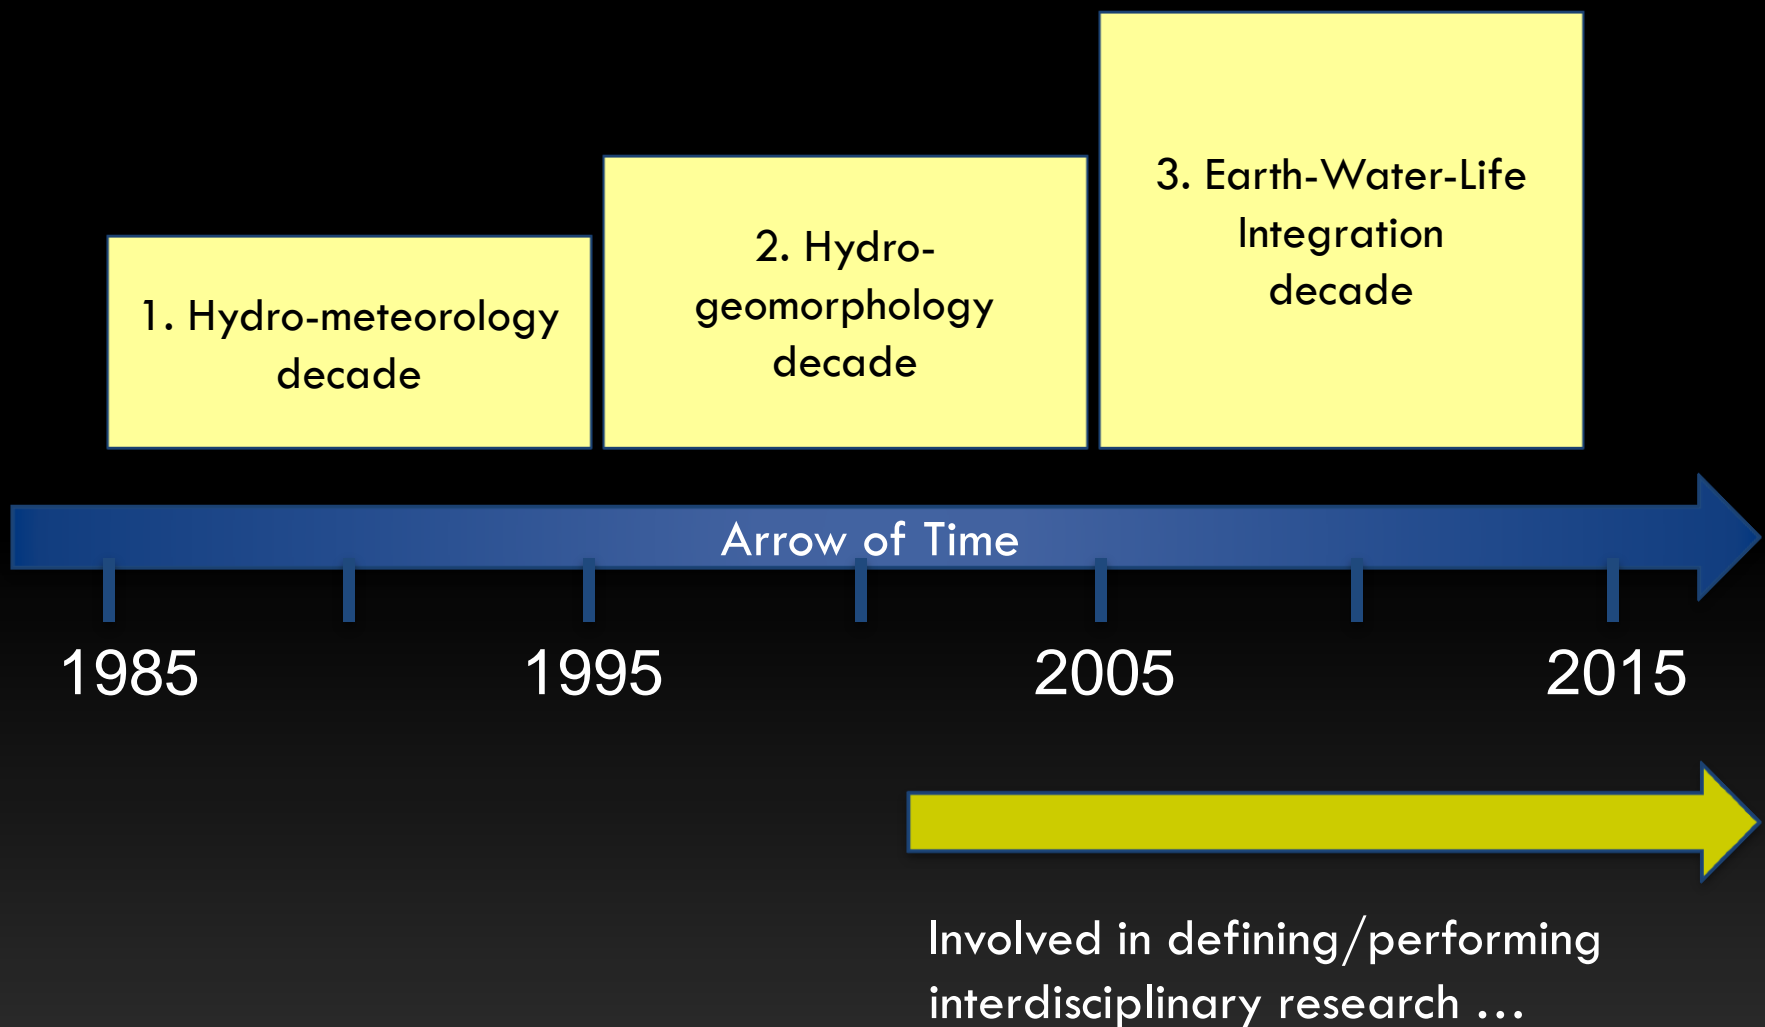 1. Hydro-meteorology
decade
2. Hydro-
geomorphology
decade
3. Earth-Water-Life
Integration
decade
Arrow of Time
1985
1995
2005
2015
Involved in defining/performing
interdisciplinary research ...